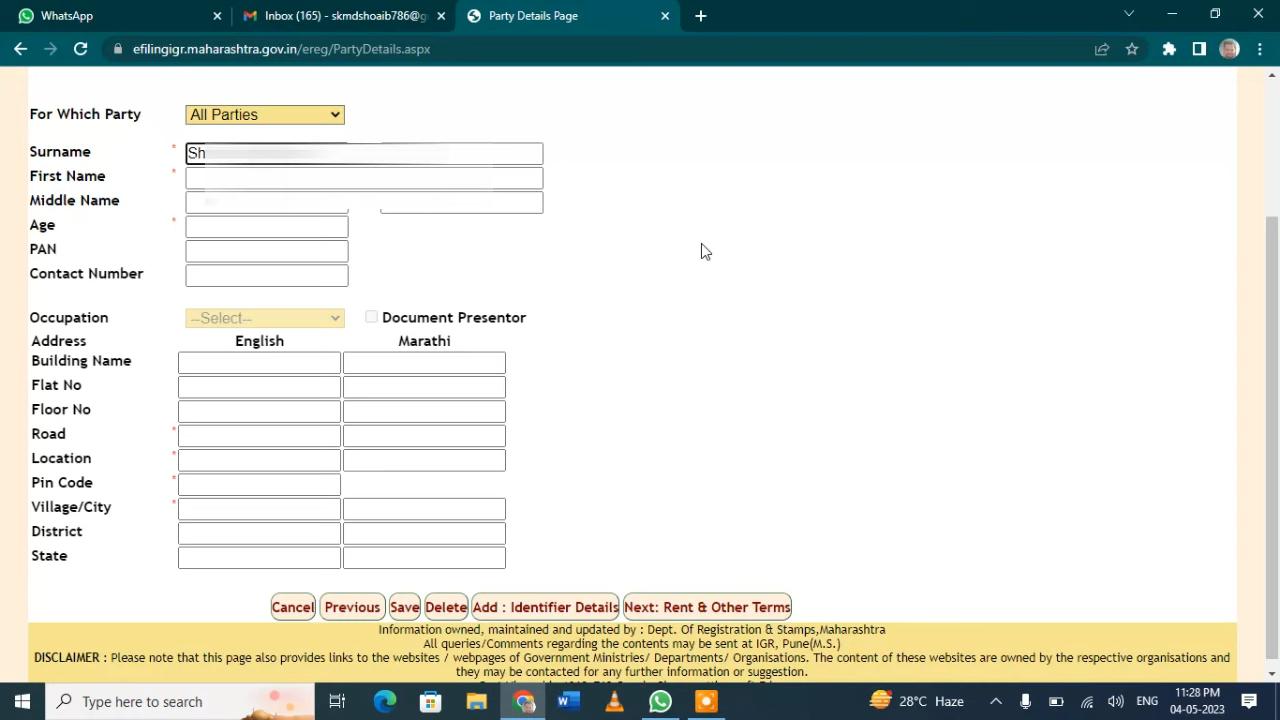 WhatsApp
Inbox (165) - skmdshoaib786@g
Party Details Page
efilingigr.maharashtra.gov.in/ereg/PartyDetails.aspx
For Which Party All Parties
Surname * Sh
First Name *
Middle Name
Age *
PAN
Contact Number
Occupation --Select-- Document Presentor
Address English Marathi
Building Name
Flat No
Floor No
Road *
Location *
Pin Code *
Village/City *
District
State
Cancel Previous Save Delete Add : Identifier Details Next: Rent & Other Terms
Information owned, maintained and updated by : Dept. Of Registration & Stamps,Maharashtra
All queries/Comments regarding the contents may be sent at IGR, Pune(M.S.)
DISCLAIMER : Please note that this page also provides links to the websites / webpages of Government Ministries/ Departments/ Organisations. The content of these websites are owned by the respective organisations and
they may be contacted for any further information or suggestion.
Type here to search
28°C Haze
ENG
11:28 PM
04-05-2023